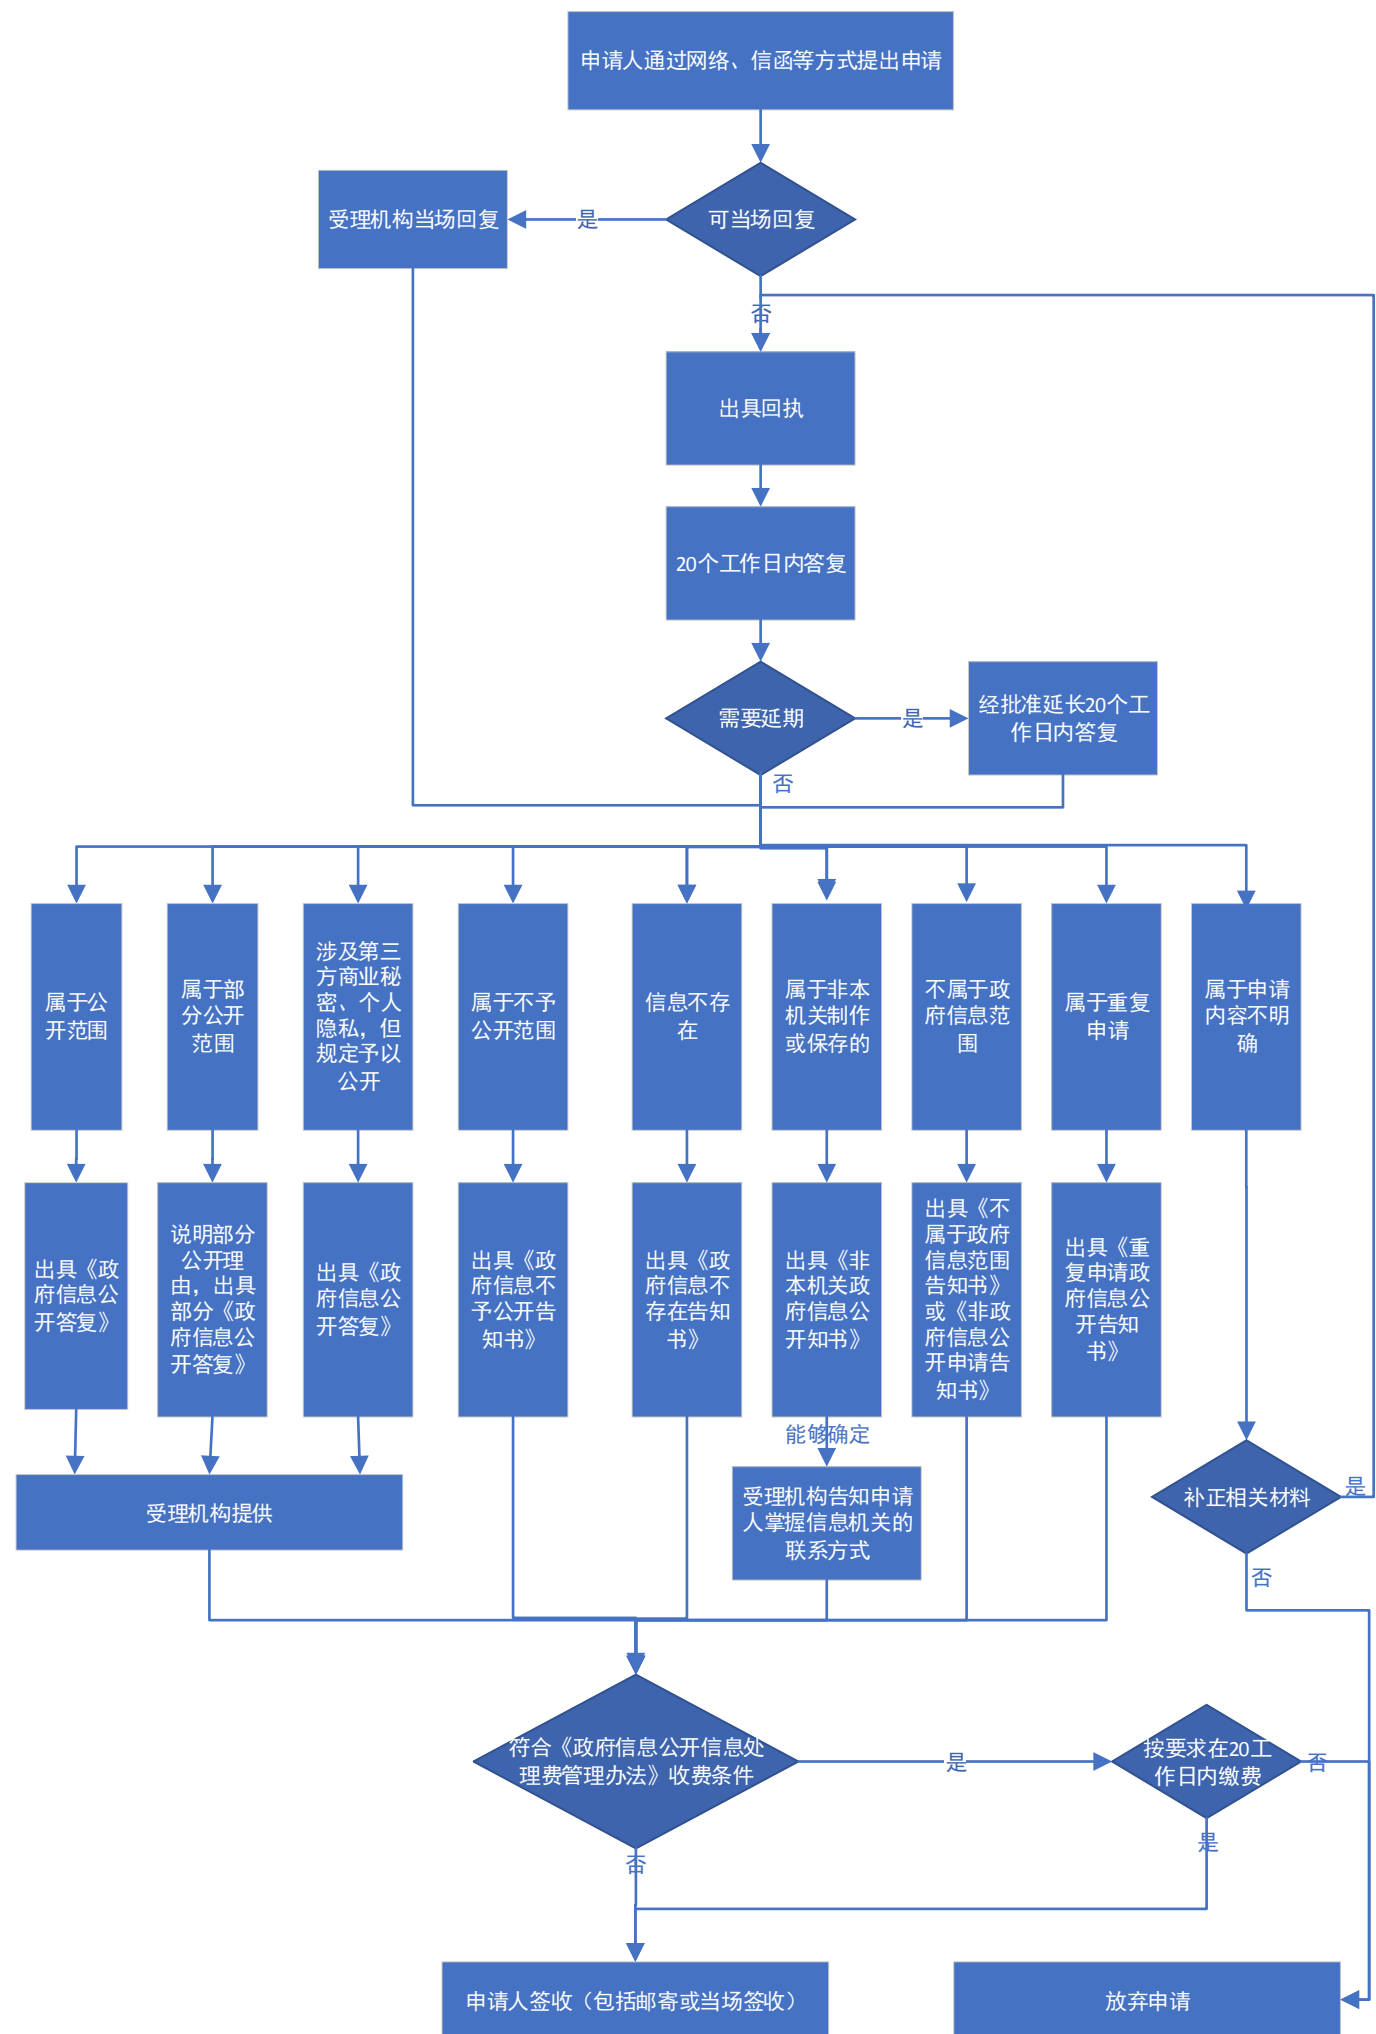 申请人通过网络、信函等方式提出申请
受理机构当场回复
是
可当场回复
否
出具回执
20个工作日内答复
需要延期
是
经批准延长20个工
作日内答复
否
属于公
开范围
属于部
分公开
范围
涉及第三
方商业秘
密、个人
隐私，但
规定予以
公开
属于不予
公开范围
信息不存
在
属于非本
机关制作
或保存的
不属于政
府信息范
围
属于重复
申请
属于申请
内容不明
确
出具《政
府信息公
开答复》
说明部分
公开理
由，出具
部分《政
府信息公
开答复》
出具《政
府信息公
开答复》
出具《政
府信息不
予公开告
知书》
出具《政
府信息不
存在告知
书》
出具《非
本机关政
府信息公
开知书》
出具《不
属于政府
信息范围
告知书》
或《非政
府信息公
开申请告
知书》
出具《重
复申请政
府信息公
开告知
书》
能够确定
受理机构提供
受理机构告知申请
人掌握信息机关的
联系方式
补正相关材料
是
否
符合《政府信息公开信息处
理费管理办法》收费条件
是
按要求在20工
作日内缴费
否
是
否
申请人签收（包括邮寄或当场签收）
放弃申请